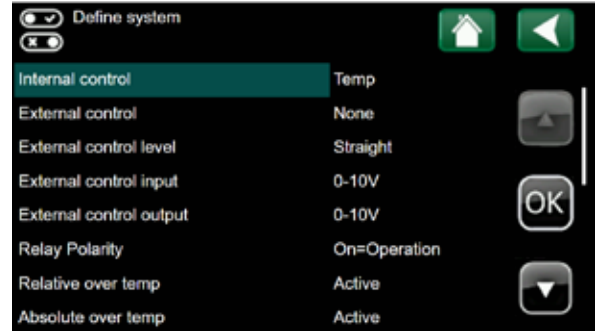 Define system
Internal control Temp
External control None
External control level Straight
External control input 0-10V
External control output 0-10V
OK
Relay Polarity On=Operation
Relative over temp Active
Absolute over temp Active